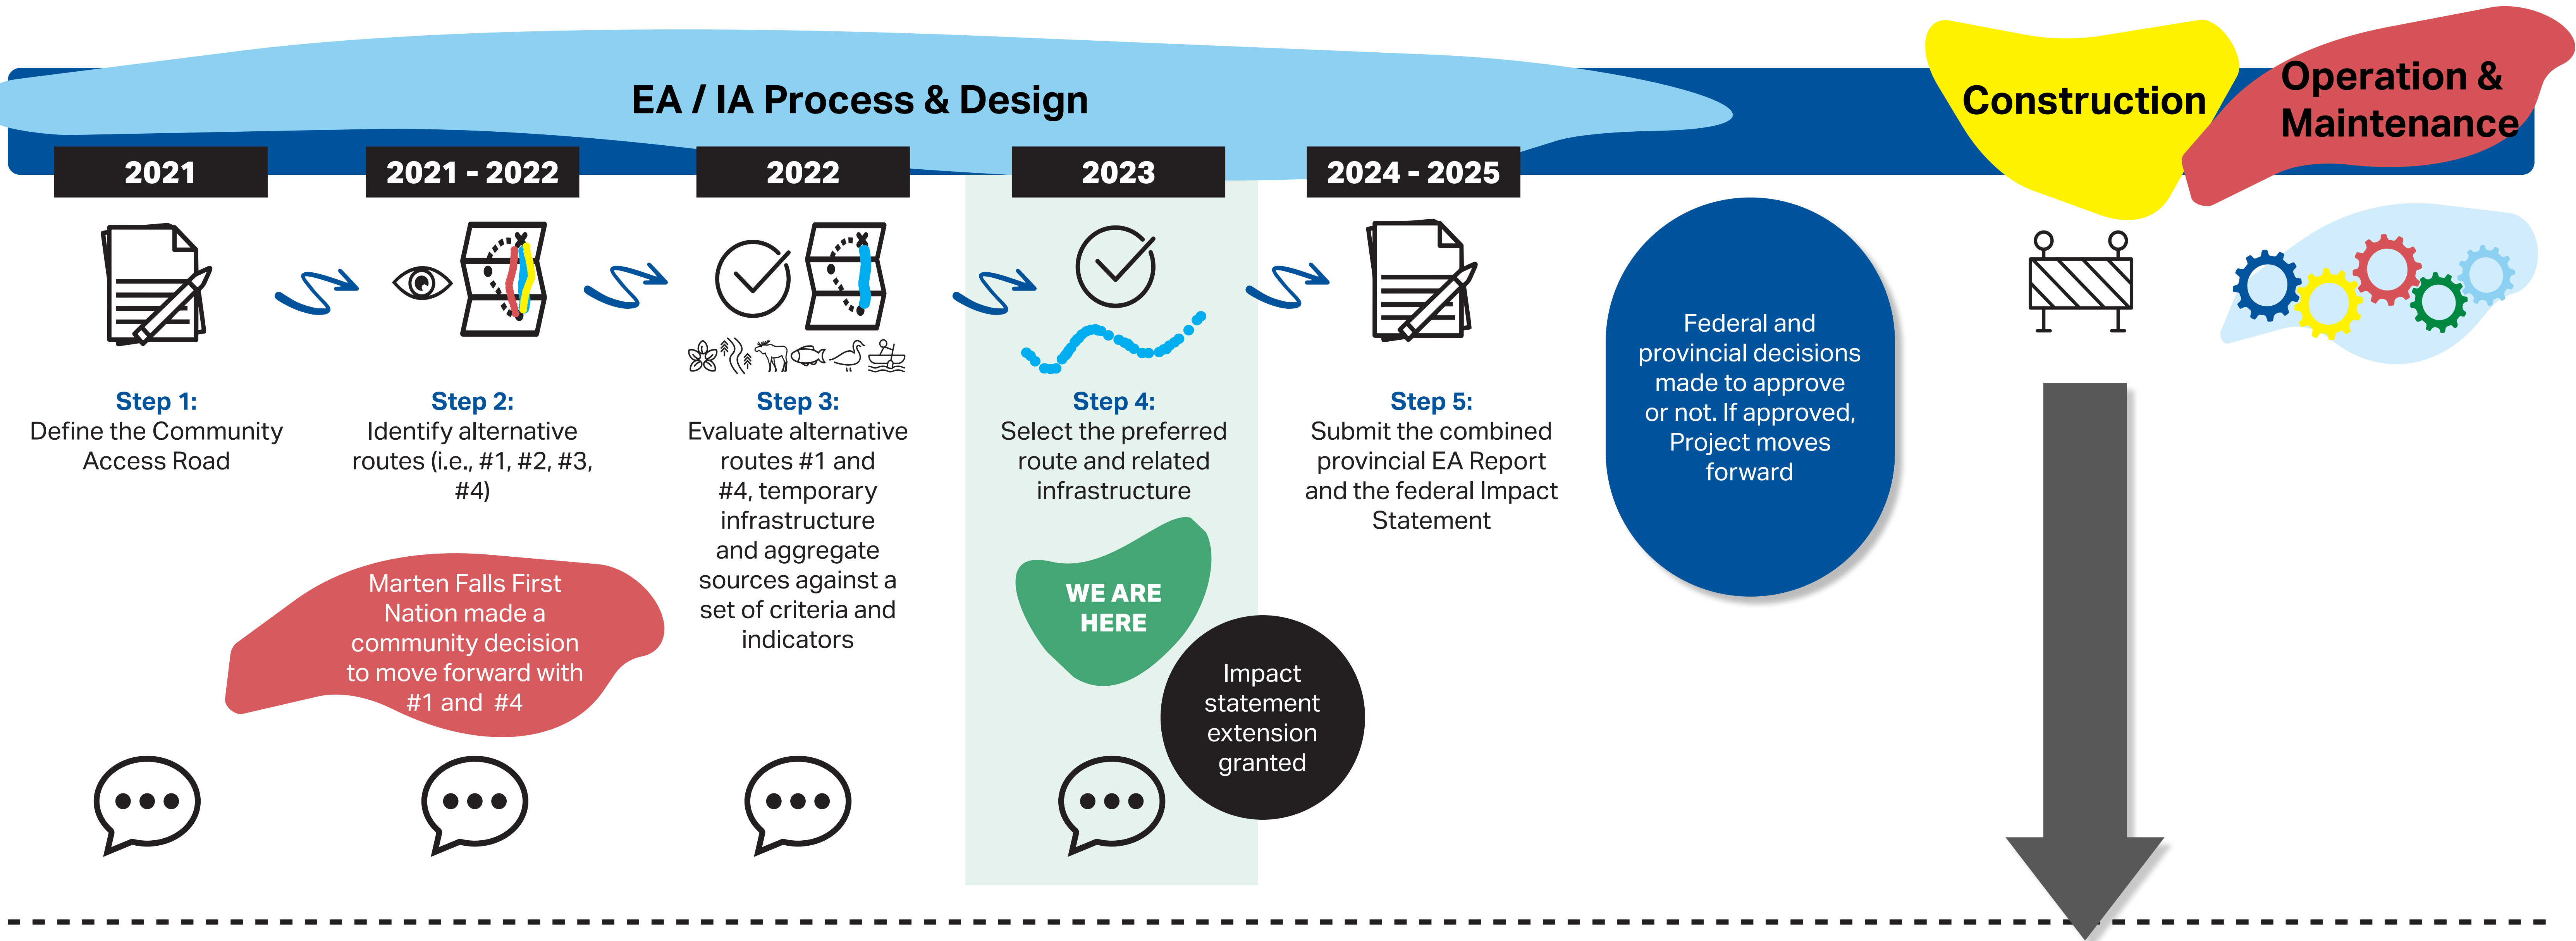 EA / IA Process & Design
Construction
Operation &
Maintenance
2021
Step 1:
Define the Community
Access Road
2021 - 2022
Step 2:
Identify alternative
routes (i.e., #1, #2, #3,
#4)
Marten Falls First
Nation made a
community decision
to move forward with
#1 and #4
2022
Step 3:
Evaluate alternative
routes #1 and
#4, temporary
infrastructure
and aggregate
sources against a
set of criteria and
indicators
2023
Step 4:
Select the preferred
route and related
infrastructure
WE ARE
HERE
Impact
statement
extension
granted
2024 - 2025
Step 5:
Submit the combined
provincial EA Report
and the federal Impact
Statement
Federal and
provincial decisions
made to approve
or not. If approved,
Project moves
forward